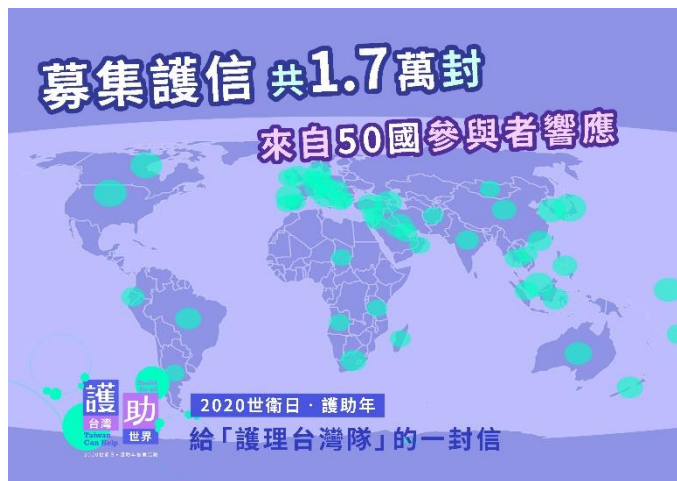 募集護信 共1.7萬封
來自50國參與者響應
護助
台灣
世界
Taiwan
Can Help
2020世衛日・護助年
給「護理台灣隊」的一封信